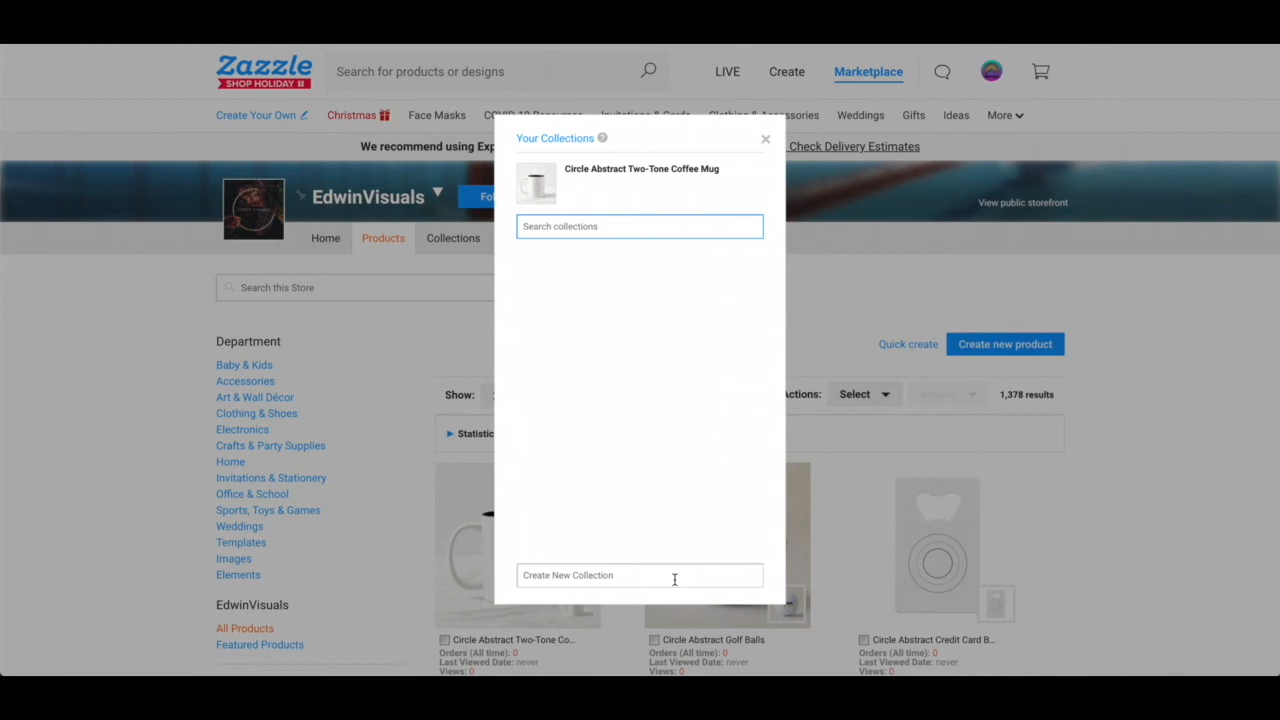 Zazzle
SHOP HOLIDAY
Search for products or designs
LIVE
Create
Marketplace
Create Your Own
Christmas
Face Masks
COVID-19 Resources
Invitations & Cards
Clothing & Accessories
Weddings
Gifts
Ideas
More
We recommend using Exp
Check Delivery Estimates
EdwinVisuals
Fol
View public storefront
Home
Products
Collections
Search this Store
Your Collections ?
Circle Abstract Two-Tone Coffee Mug
Search collections
Create New Collection
Department
Baby & Kids
Accessories
Art & Wall Décor
Clothing & Shoes
Electronics
Crafts & Party Supplies
Home
Invitations & Stationery
Office & School
Sports, Toys & Games
Weddings
Templates
Images
Elements
EdwinVisuals
All Products
Featured Products
Quick create
Create new product
Show:
Actions:
Select
1,378 results
Statistic
Circle Abstract Two-Tone Co...
Orders (All time): 0
Last Viewed Date: never
Views: 0
Circle Abstract Golf Balls
Orders (All time): 0
Last Viewed Date: never
Views: 0
Circle Abstract Credit Card B...
Orders (All time): 0
Last Viewed Date: never
Views: 0